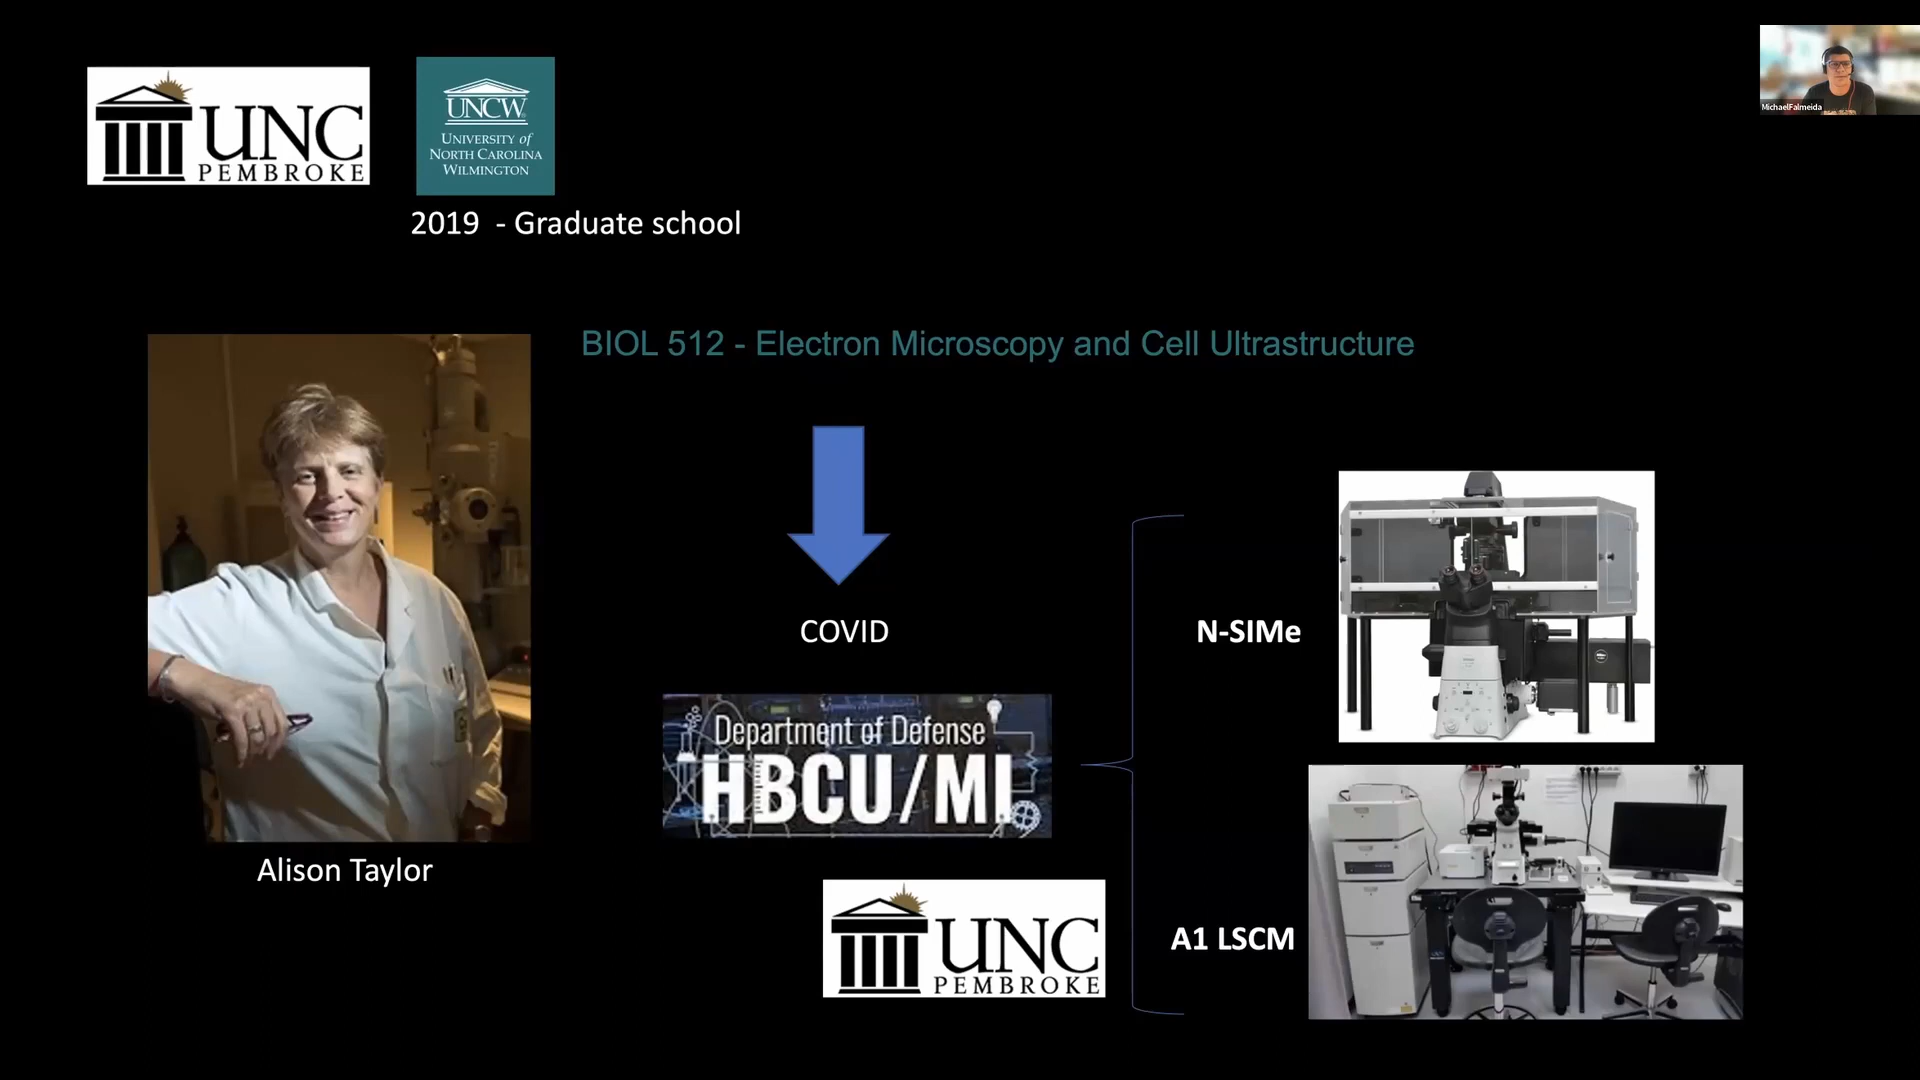 UNC
PEMBROKE
UNCW
UNIVERSITY of
NORTH CAROLINA
WILMINGTON
2019 - Graduate school
MichaelFalmeida
BIOL 512 - Electron Microscopy and Cell Ultrastructure
Alison Taylor
COVID
Department of Defense
HBCU/MI
UNC
PEMBROKE
N-SIMe
A1 LSCM